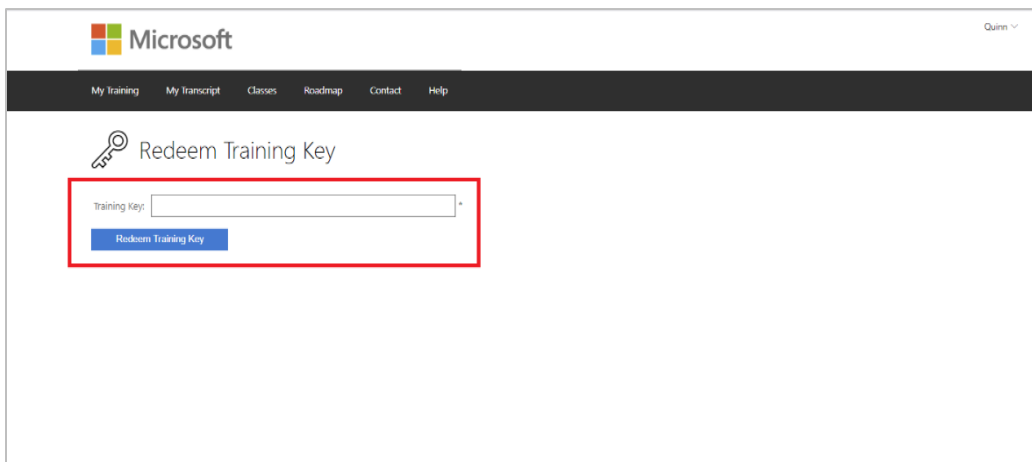 Microsoft
Quinn
My Training My Transcript Classes Roadmap Contact Help
Redeem Training Key
Training Key: *
Redeem Training Key